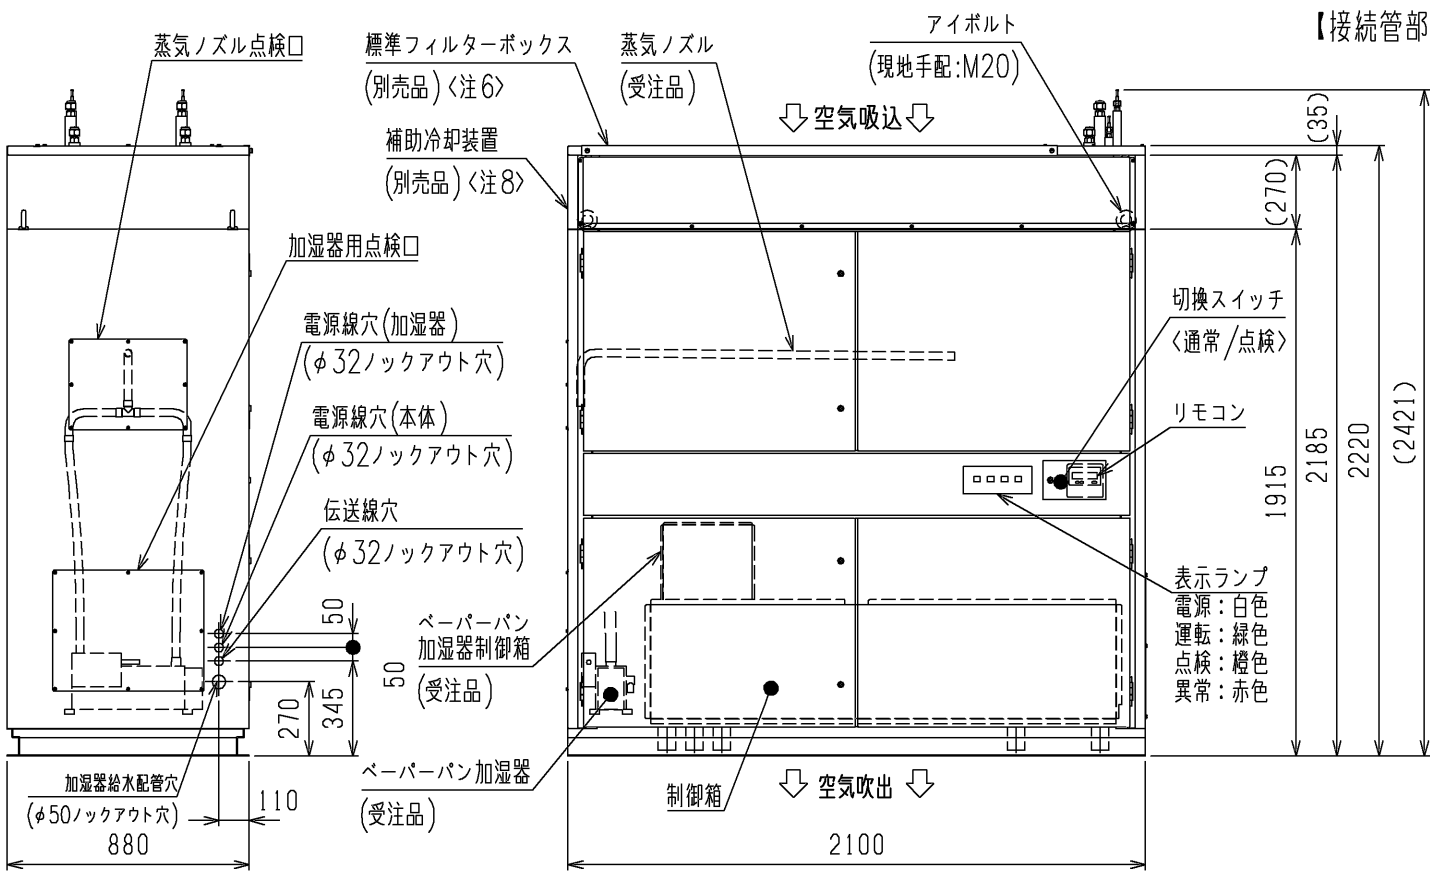 【接続管部
蒸気ノズル点検口
標準フィルターボックス
(別売品)〈注6〉
蒸気ノズル
(受注品)
アイボルト
(現地手配:M20)
空気吸込
補助冷却装置
(別売品)〈注8〉
(35)
(270)
加湿器用点検口
電源線穴(加湿器)
(φ32ノックアウト穴)
電源線穴(本体)
(φ32ノックアウト穴)
伝送線穴
(φ32ノックアウト穴)
切換スイッチ
〈通常/点検〉
リモコン
1915
2185
2220
(2421)
表示ランプ
電源:白色
運転:緑色
点検:橙色
異常:赤色
ベーパーパン
加湿器制御箱
(受注品)
50
50
270
345
加湿器給水配管穴
(φ50ノックアウト穴)
110
880
ベーパーパン加湿器
(受注品)
制御箱
空気吹出
2100